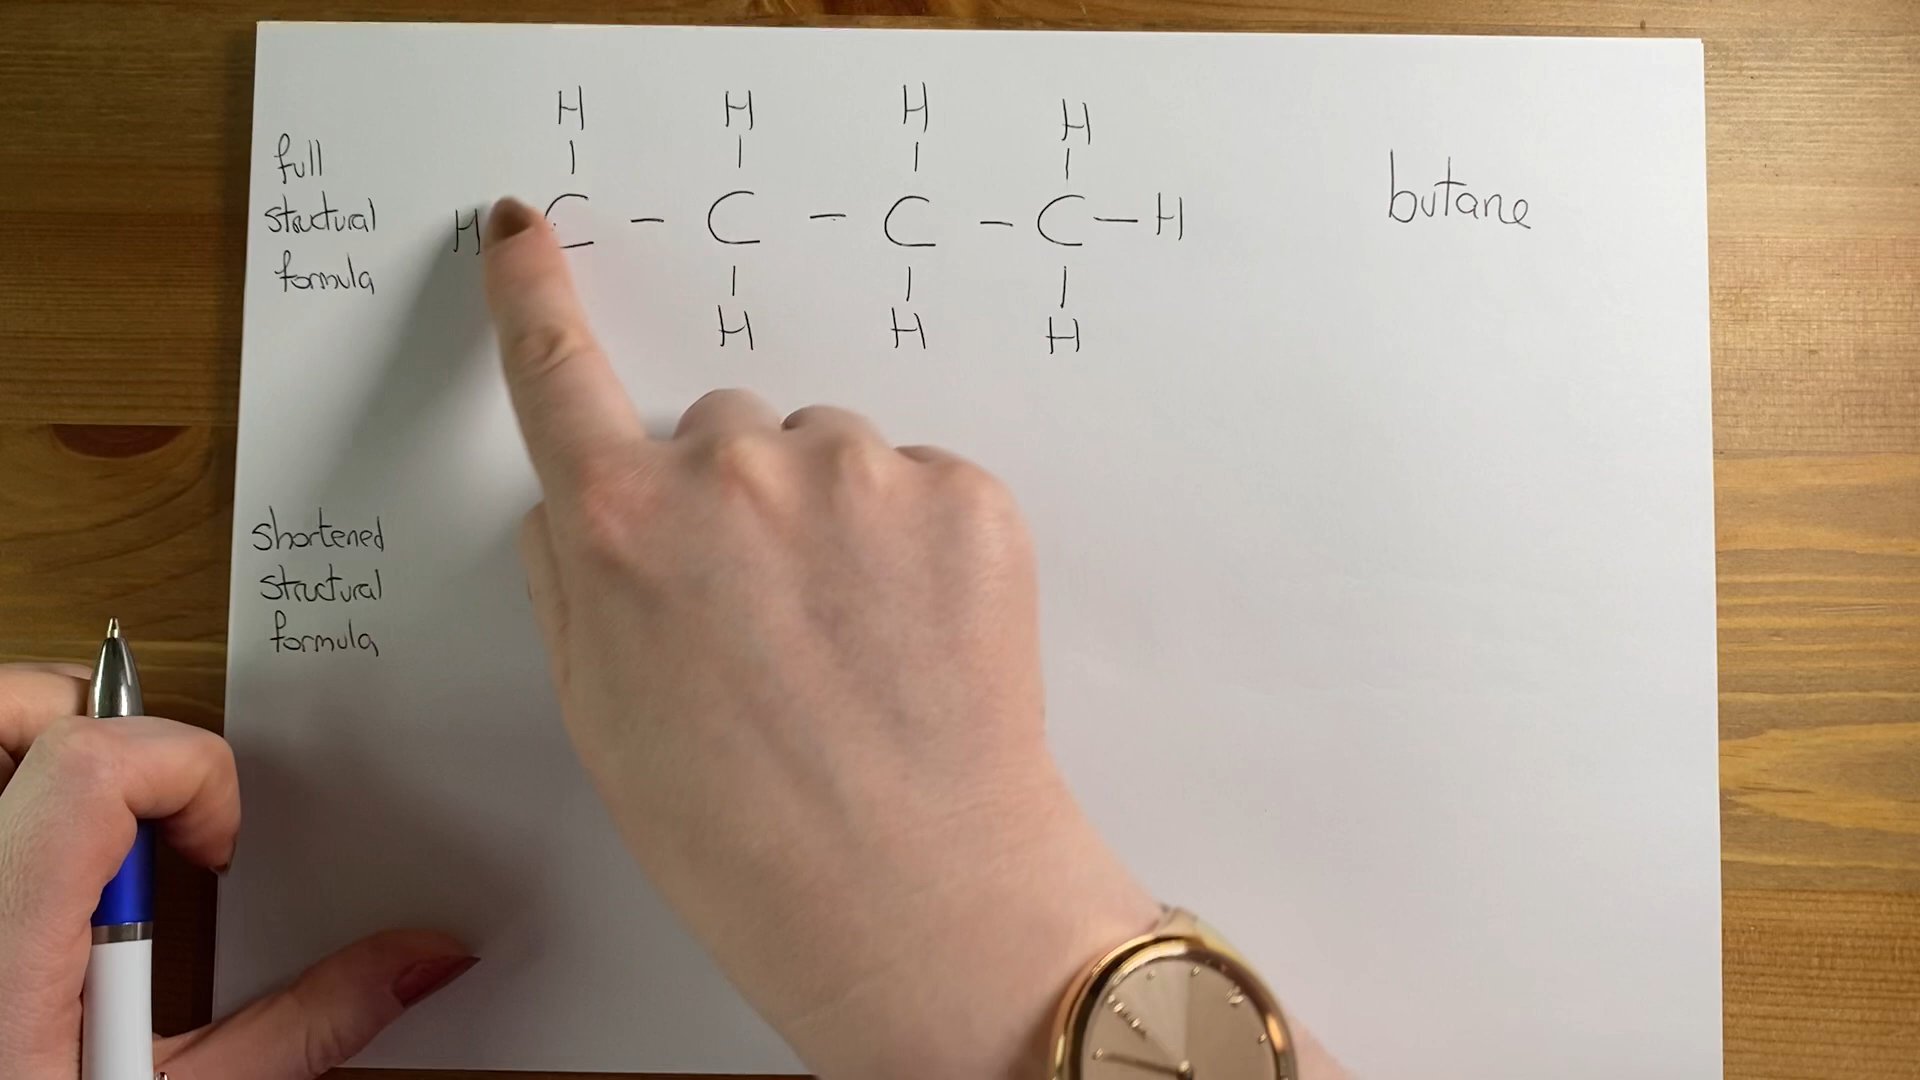 H H H H
full
structural H C - C - C - C - H butane
formula
H H H
shortened
structural
formula